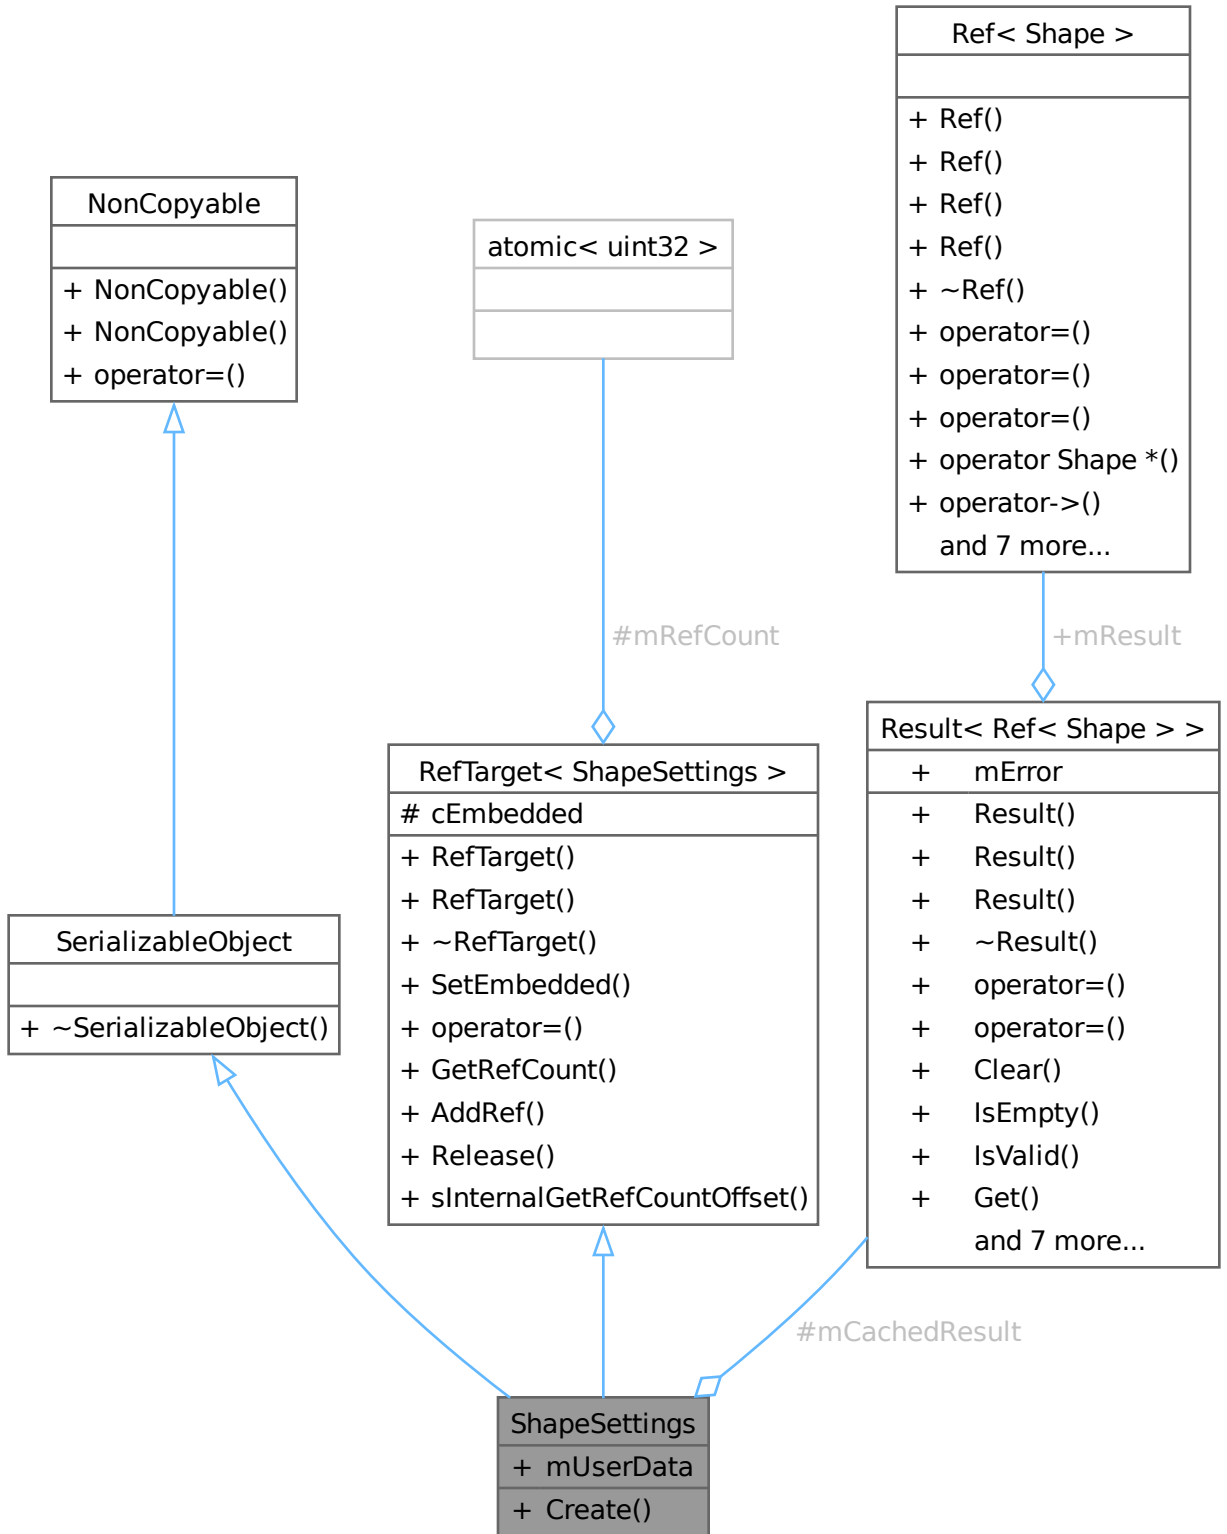 Ref< Shape >
+ Ref()
+ Ref()
+ Ref()
+ Ref()
+ ~Ref()
+ operator=()
+ operator=()
+ operator=()
+ operator Shape *()
+ operator->()
and 7 more...
NonCopyable
+ NonCopyable()
+ NonCopyable()
+ operator=()
atomic< uint32 >
#mRefCount
+mResult
RefTarget< ShapeSettings >
# cEmbedded
+ RefTarget()
+ RefTarget()
+ ~RefTarget()
+ SetEmbedded()
+ operator=()
+ GetRefCount()
+ AddRef()
+ Release()
+ sInternalGetRefCountOffset()
Result< Ref< Shape > >
+ mError
+ Result()
+ Result()
+ Result()
+ ~Result()
+ operator=()
+ operator=()
+ Clear()
+ IsEmpty()
+ IsValid()
+ Get()
and 7 more...
SerializableObject
+ ~SerializableObject()
#mCachedResult
ShapeSettings
+ mUserData
+ Create()